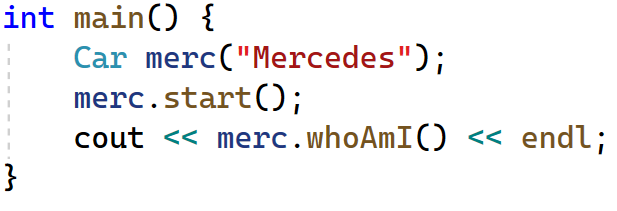 int main() {
    Car merc("Mercedes");
    merc.start();
    cout << merc.whoAmI() << endl;
}